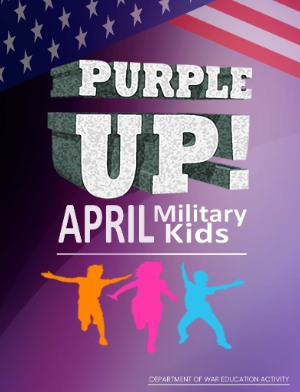 PURPLE
UP!
APRIL Military
Kids
DEPARTMENT OF WAR EDUCATION ACTIVITY